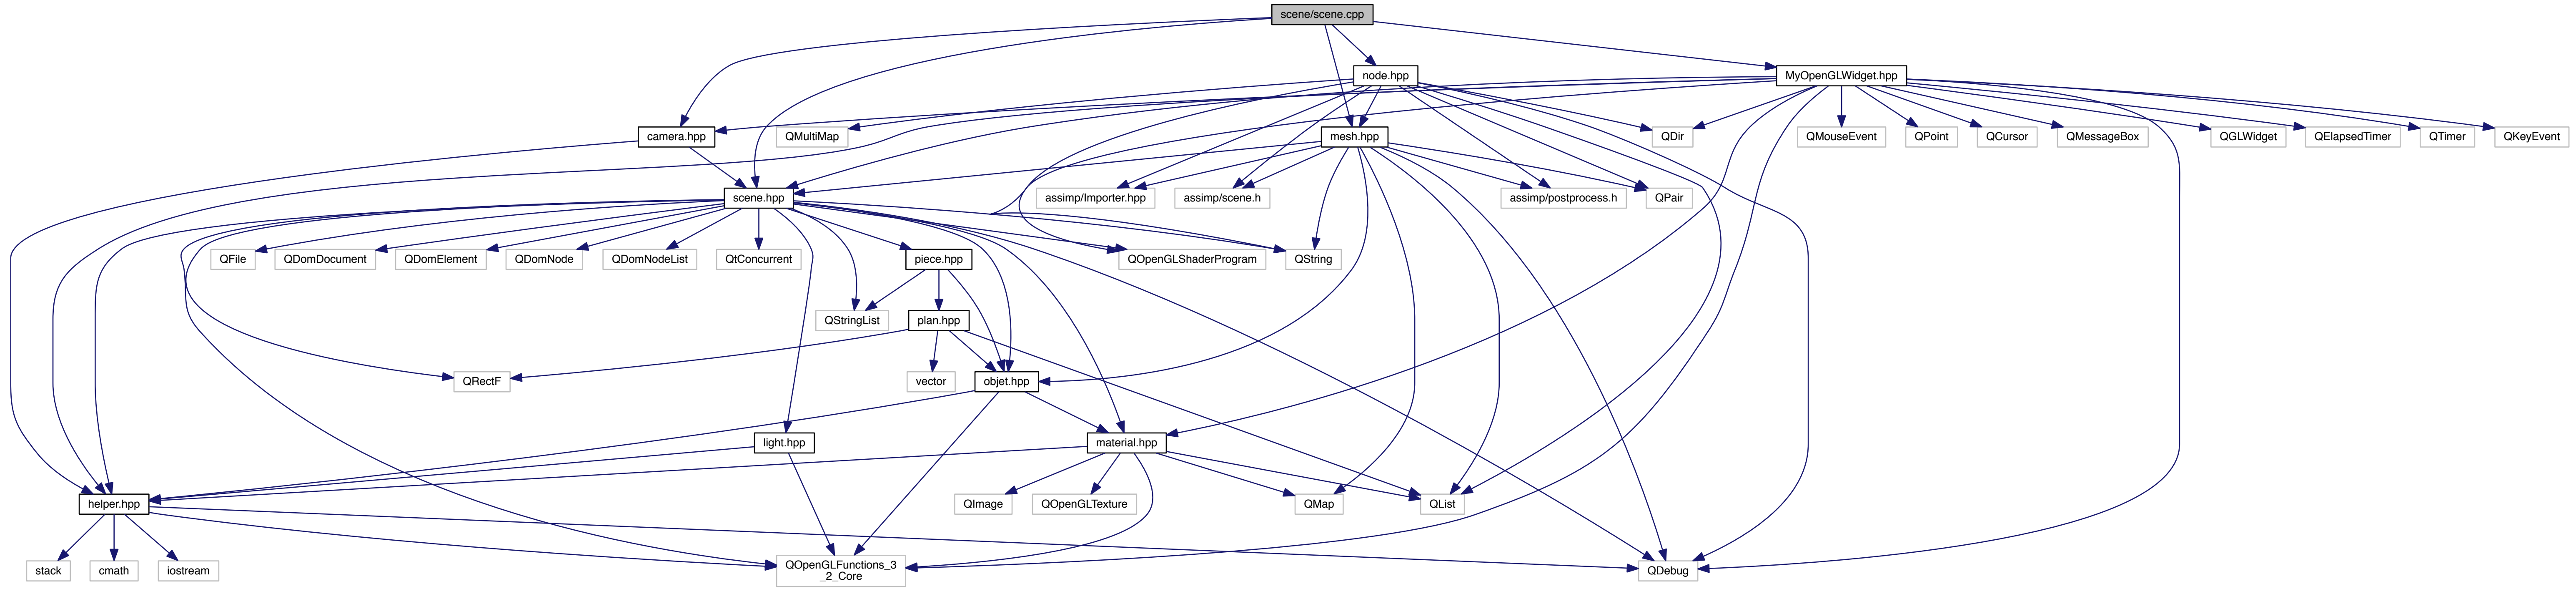 scene/scene.cpp
node.hpp
MyOpenGLWidget.hpp
camera.hpp
QMultiMap
mesh.hpp
QDir
QMouseEvent
QPoint
QCursor
QMessageBox
QGLWidget
QElapsedTimer
QTimer
QKeyEvent
scene.hpp
assimp/Importer.hpp
assimp/scene.h
assimp/postprocess.h
QPair
QFile
QDomDocument
QDomElement
QDomNode
QDomNodeList
QtConcurrent
piece.hpp
QOpenGLShaderProgram
QString
QStringList
plan.hpp
QRectF
vector
objet.hpp
light.hpp
material.hpp
helper.hpp
QImage
QOpenGLTexture
QMap
QList
stack
cmath
iostream
QOpenGLFunctions_3
_2_Core
QDebug